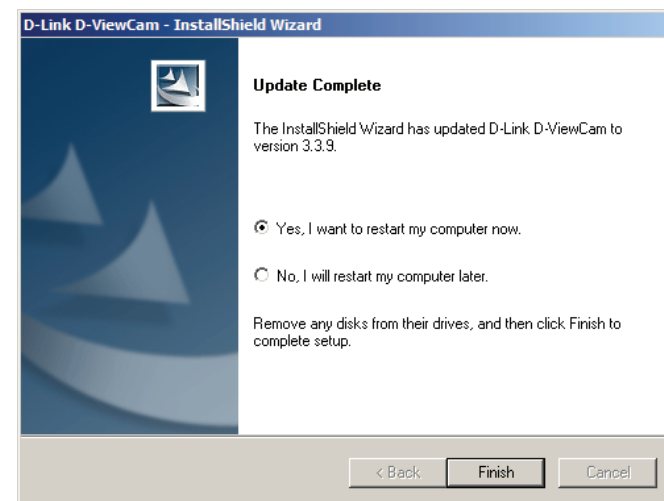 D-Link D-ViewCam - InstallShield Wizard
Update Complete
The InstallShield Wizard has updated D-Link D-ViewCam to
version 3.3.9.
Yes, I want to restart my computer now.
No, I will restart my computer later.
Remove any disks from their drives, and then click Finish to
complete setup.
< Back Finish Cancel